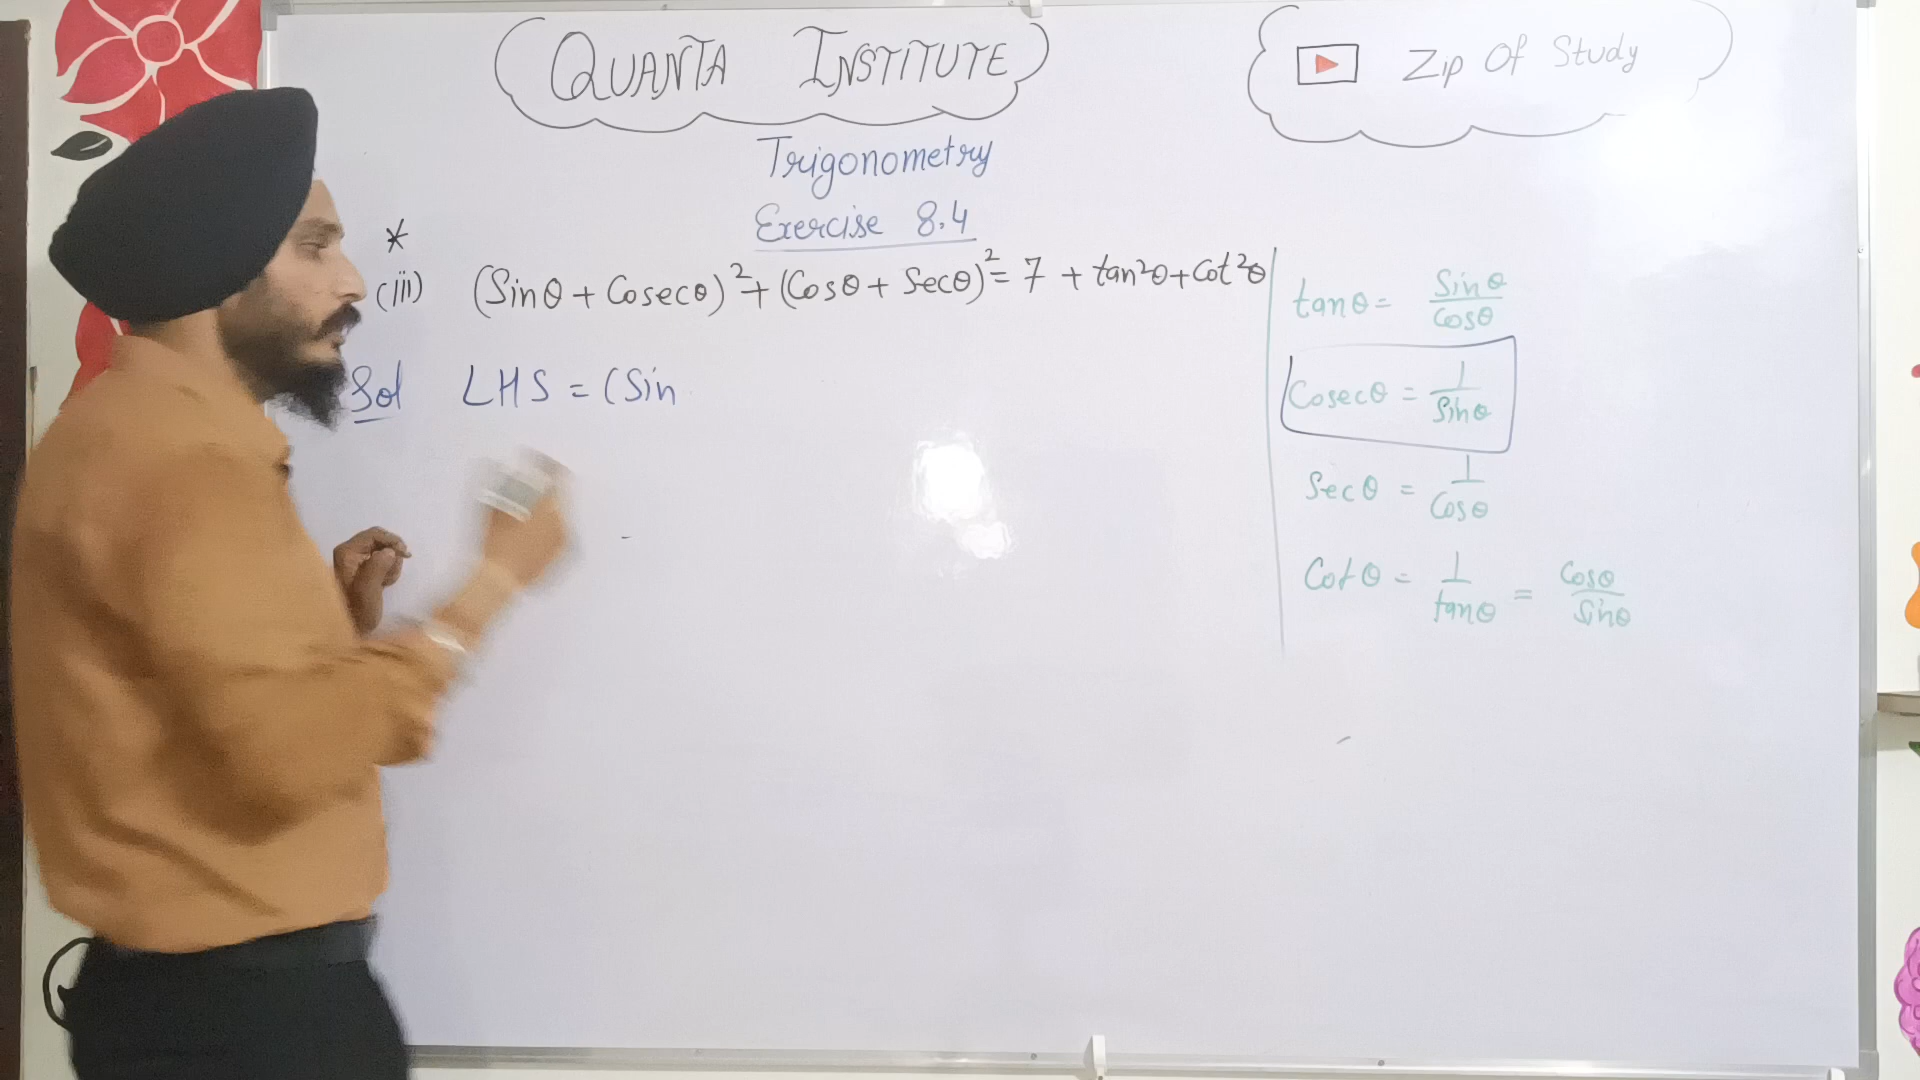 QUANTA INSTITUTE
Zip Of Study
Trigonometry
Exercise 8.4
*
(iii) (Sinθ + Cosecθ)² + (Cosθ + Secθ)² = 7 + tan²θ + Cot²θ
Sol LHS = (Sin
tanθ = Sinθ/Cosθ
Cosecθ = 1/Sinθ
Secθ = 1/Cosθ
Cotθ = 1/tanθ = Cosθ/Sinθ